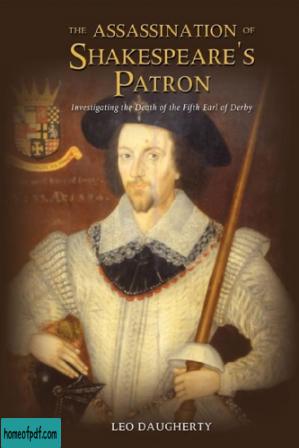 THE ASSASSINATION OF
SHAKESPEARE'S
PATRON
Investigating the Death of the Fifth Earl of Derby
LEO DAUGHERTY
homeofpdf.com